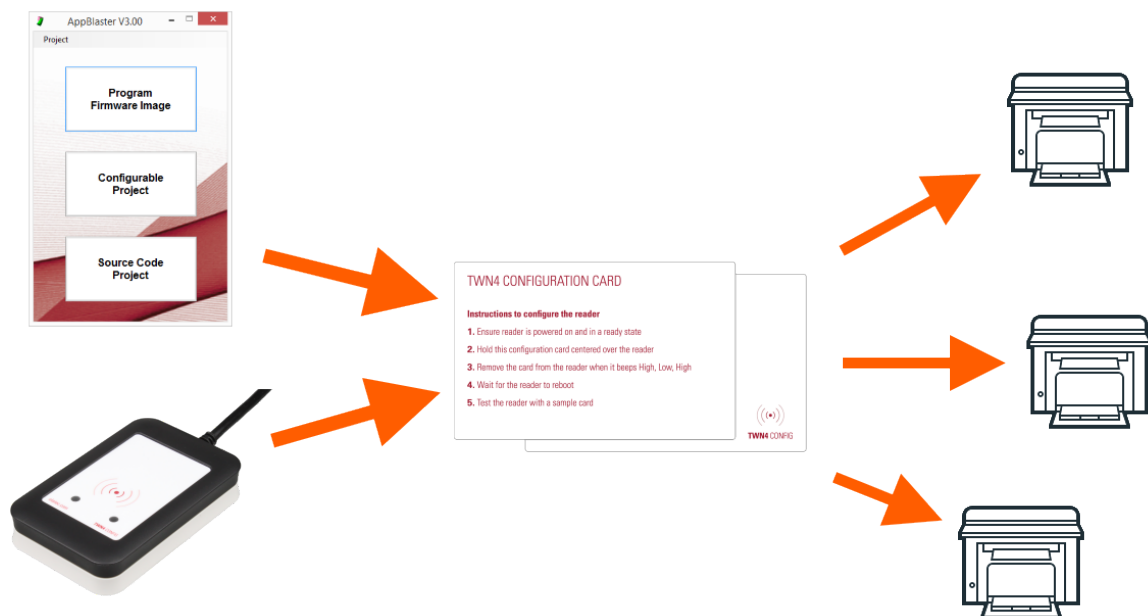 AppBlaster V3.00
Project
Program
Firmware Image
Configurable
Project
Source Code
Project
TWN4 CONFIGURATION CARD
Instructions to configure the reader
1. Ensure reader is powered on and in a ready state
2. Hold this configuration card centered over the reader
3. Remove the card from the reader when it beeps High, Low, High
4. Wait for the reader to reboot
5. Test the reader with a sample card
TWN4 CONFIG